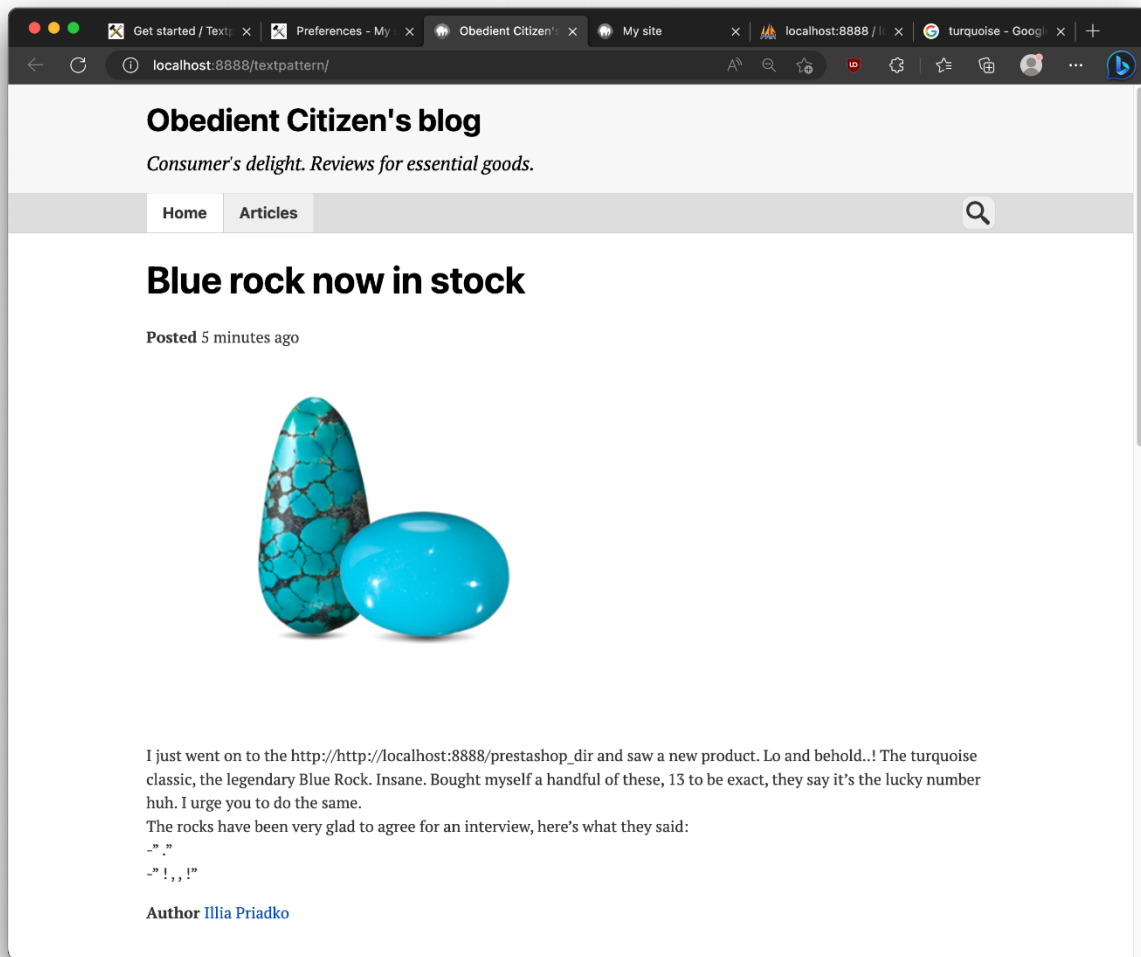 Get started / Textp
Preferences - My s
Obedient Citizen's
My site
localhost:8888 / lo
turquoise - Google
localhost:8888/textpattern/
Obedient Citizen's blog
Consumer's delight. Reviews for essential goods.
Home
Articles
Blue rock now in stock
Posted 5 minutes ago
I just went on to the http://http://localhost:8888/prestashop_dir and saw a new product. Lo and behold..! The turquoise
classic, the legendary Blue Rock. Insane. Bought myself a handful of these, 13 to be exact, they say it’s the lucky number
huh. I urge you to do the same.
The rocks have been very glad to agree for an interview, here’s what they said:
-” .”
-” ! , , !”
Author Illia Priadko